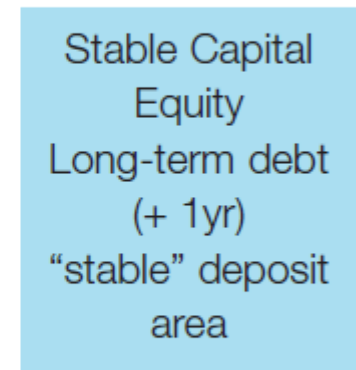 Stable Capital
Equity
Long-term debt
(+ 1yr)
“stable” deposit
area